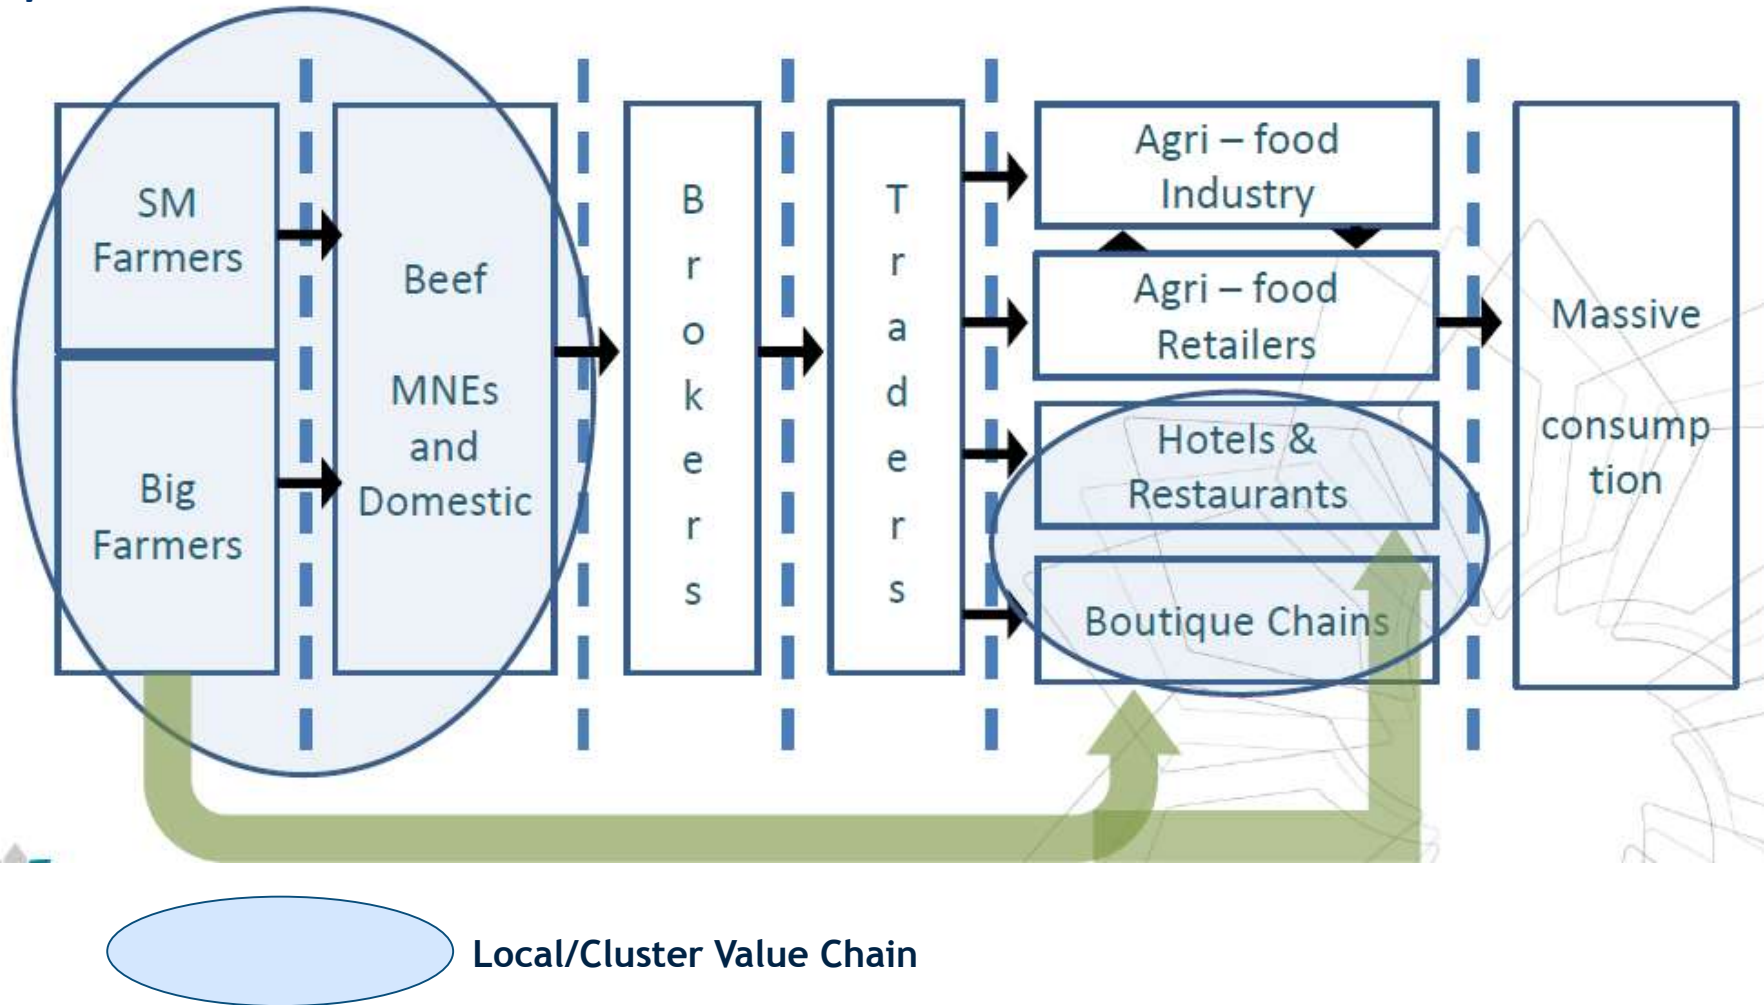 SM
Farmers
Big
Farmers
Beef
MNEs
and
Domestic
B
r
o
k
e
r
s
T
r
a
d
e
r
s
Agri – food
Industry
Agri – food
Retailers
Hotels &
Restaurants
Boutique Chains
Massive
consump
tion
Local/Cluster Value Chain